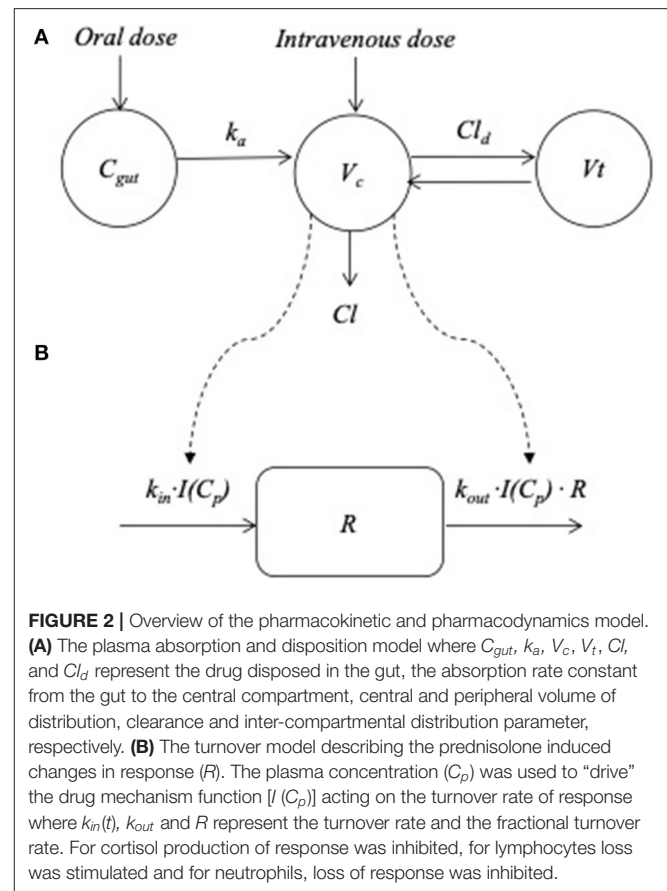 A Oral dose Intravenous dose
k_a Cl_d
C_gut V_c Vt
Cl
B
k_in·I(C_p) k_out·I(C_p)·R
R
FIGURE 2 | Overview of the pharmacokinetic and pharmacodynamics model.
(A) The plasma absorption and disposition model where C_gut, k_a, V_c, V_t, Cl,
and Cl_d represent the drug disposed in the gut, the absorption rate constant
from the gut to the central compartment, central and peripheral volume of
distribution, clearance and inter-compartmental distribution parameter,
respectively. (B) The turnover model describing the prednisolone induced
changes in response (R). The plasma concentration (C_p) was used to “drive”
the drug mechanism function [I (C_p)] acting on the turnover rate of response
where k_in(t), k_out and R represent the turnover rate and the fractional turnover
rate. For cortisol production of response was inhibited, for lymphocytes loss
was stimulated and for neutrophils, loss of response was inhibited.